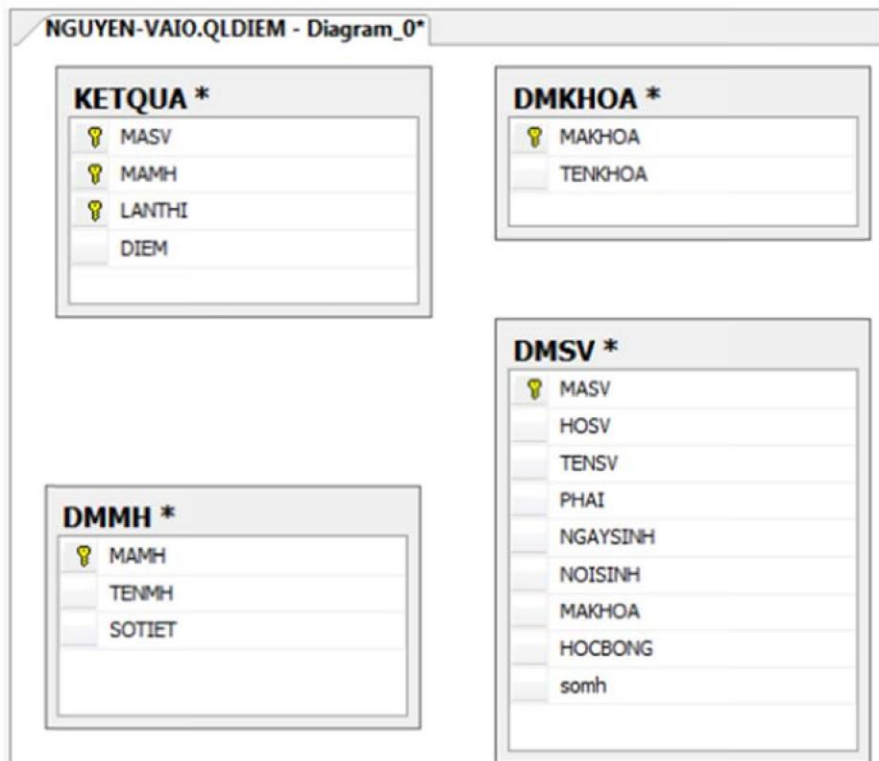 NGUYEN-VAIO.QLDIEM - Diagram_0*
KETQUA *
MASV
MAMH
LANTHI
DIEM
DMKHOA *
MAKHOA
TENKHOA
DMMH *
MAMH
TENMH
SOTIET
DMSV *
MASV
HOSV
TENSV
PHAI
NGAYSINH
NOISINH
MAKHOA
HOCBONG
somh